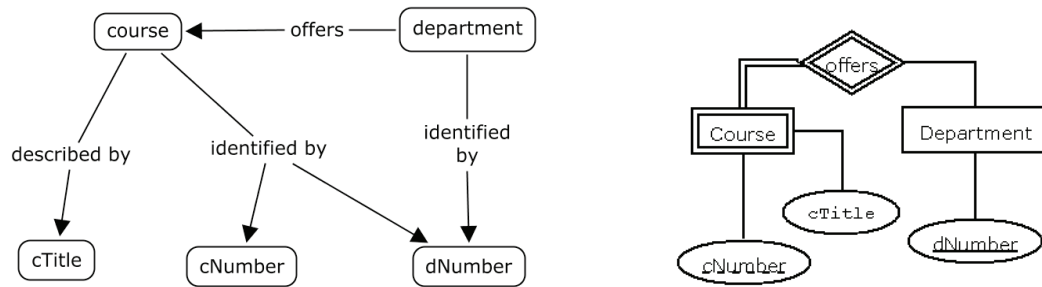 course
offers
department
described by
identified by
identified
by
cTitle
cNumber
dNumber
offers
Course
Department
cTitle
cNumber
dNumber